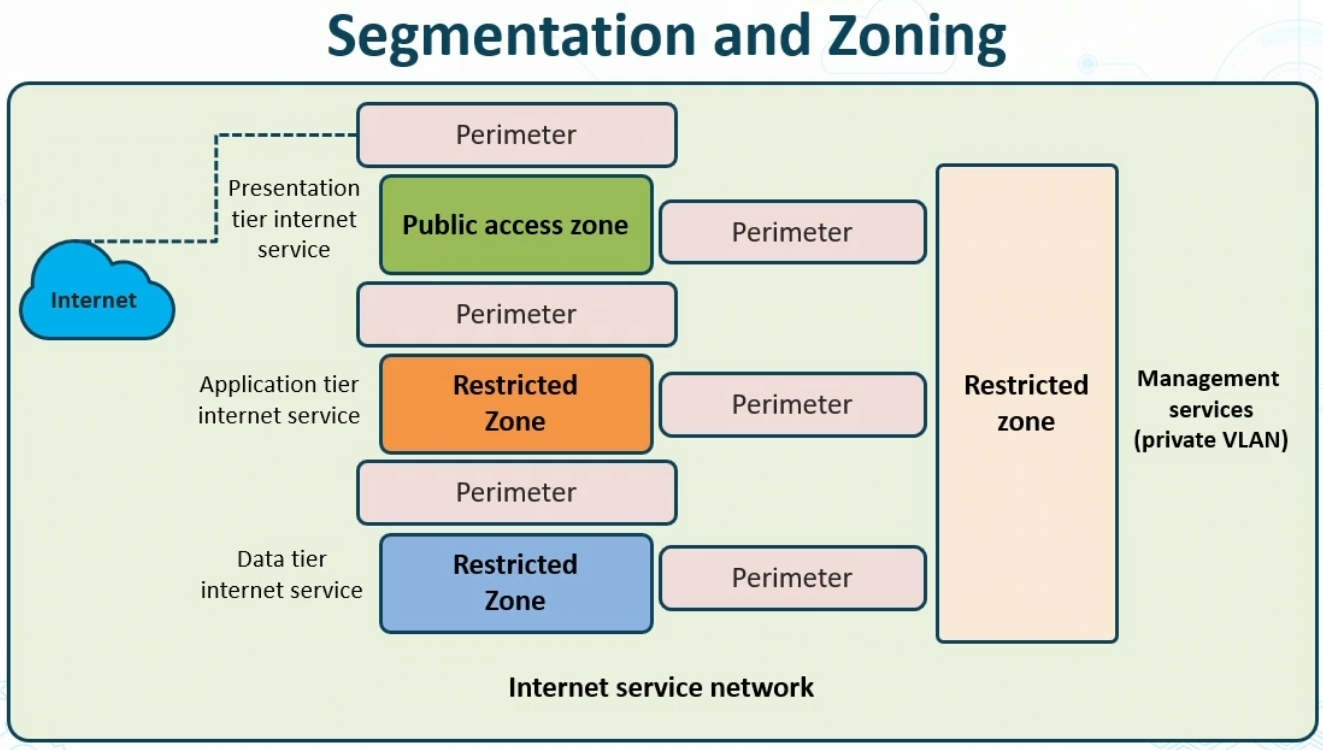 Segmentation and Zoning
Perimeter
Presentation
tier internet
service
Public access zone
Perimeter
Internet
Perimeter
Application tier
internet service
Restricted
Zone
Perimeter
Restricted
zone
Management
services
(private VLAN)
Perimeter
Data tier
internet service
Restricted
Zone
Perimeter
Internet service network